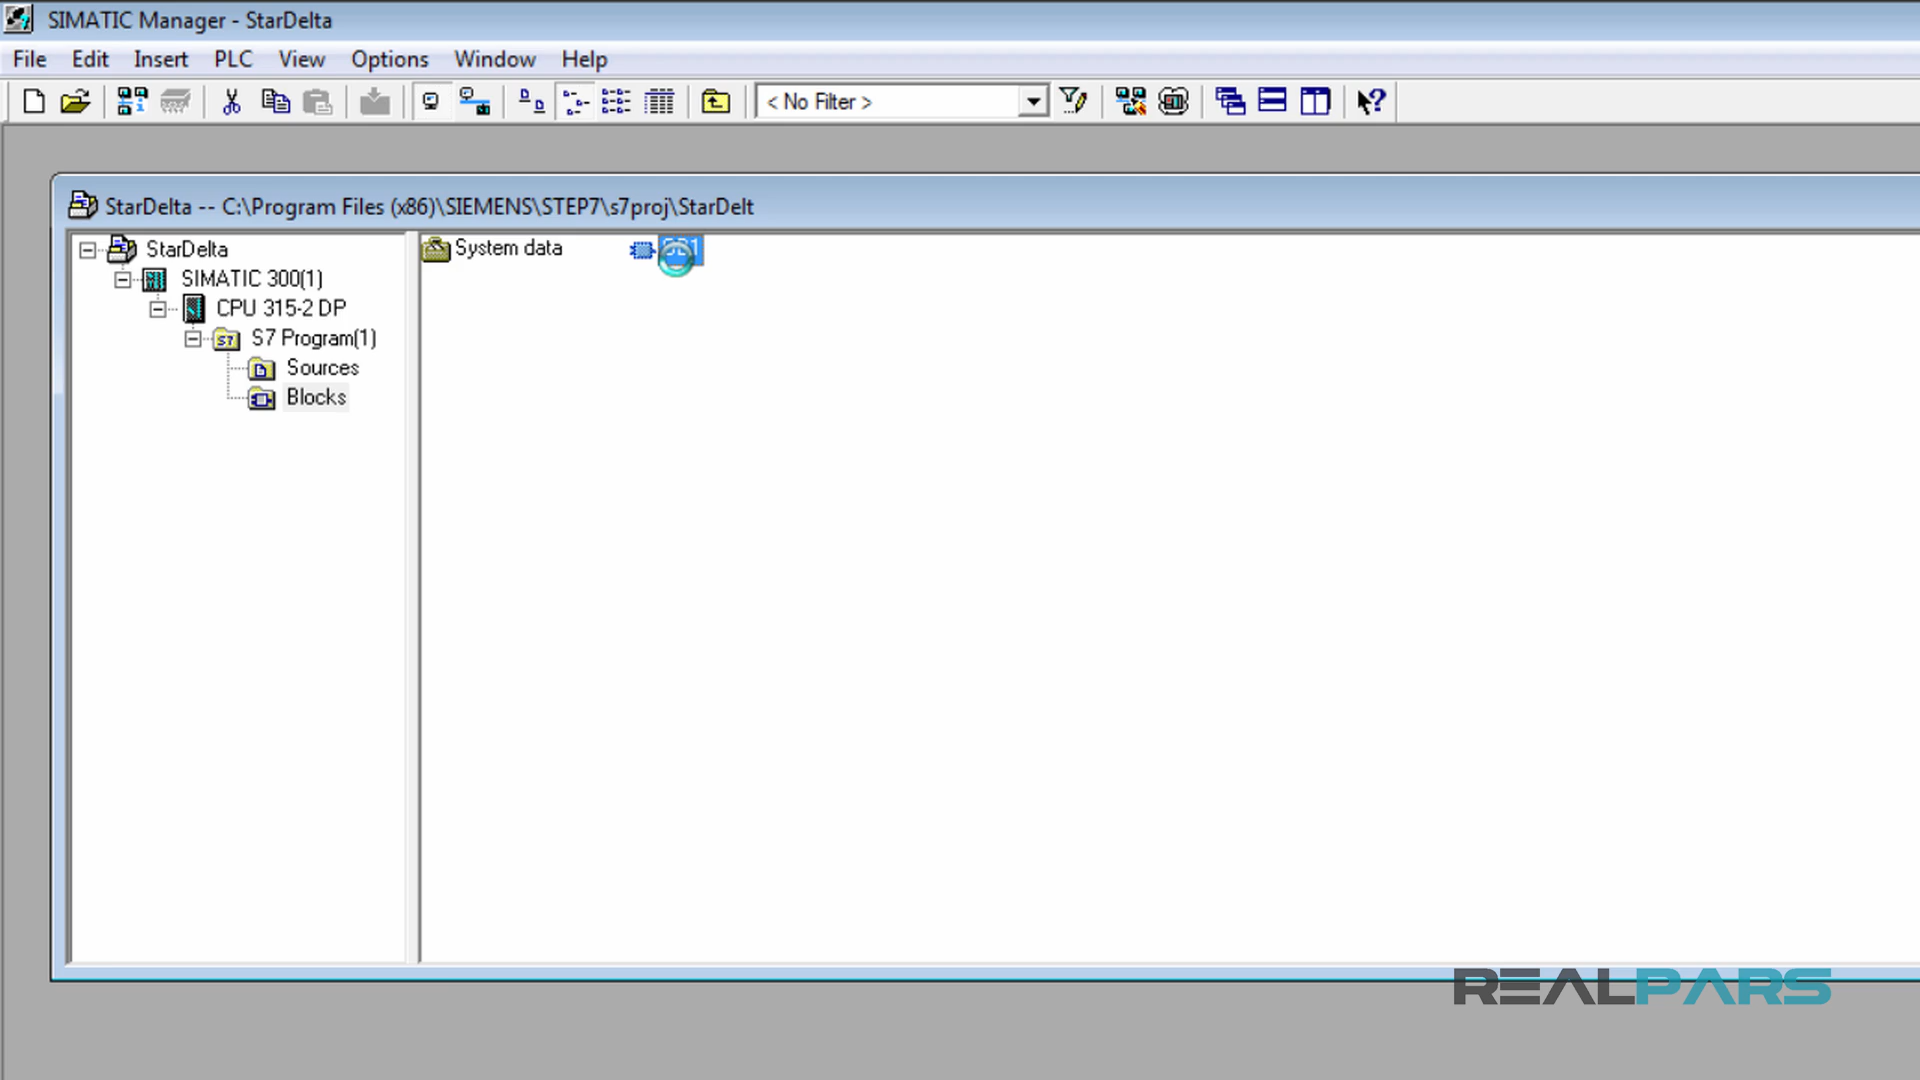 SIMATIC Manager - StarDelta
File Edit Insert PLC View Options Window Help
< No Filter >
StarDelta -- C:\Program Files (x86)\SIEMENS\STEP7\s7proj\StarDelt
StarDelta
SIMATIC 300(1)
CPU 315-2 DP
S7 Program(1)
Sources
Blocks
System data
REALPARS